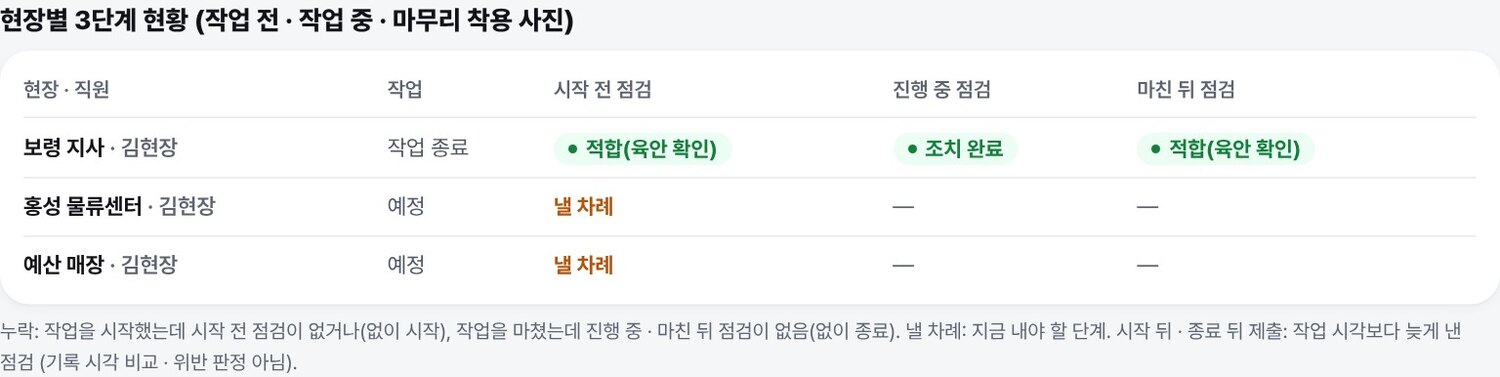 현장별 3단계 현황 (작업 전 · 작업 중 · 마무리 착용 사진)
현장 · 직원 작업 시작 전 점검 진행 중 점검 마친 뒤 점검
보령 지사 · 김현장 작업 종료 적합(육안 확인) 조치 완료 적합(육안 확인)
홍성 물류센터 · 김현장 예정 낼 차례 — —
예산 매장 · 김현장 예정 낼 차례 — —
누락: 작업을 시작했는데 시작 전 점검이 없거나(없이 시작), 작업을 마쳤는데 진행 중 · 마친 뒤 점검이 없음(없이 종료). 낼 차례: 지금 내야 할 단계. 시작 뒤 · 종료 뒤 제출: 작업 시각보다 늦게 낸
점검 (기록 시각 비교 · 위반 판정 아님).